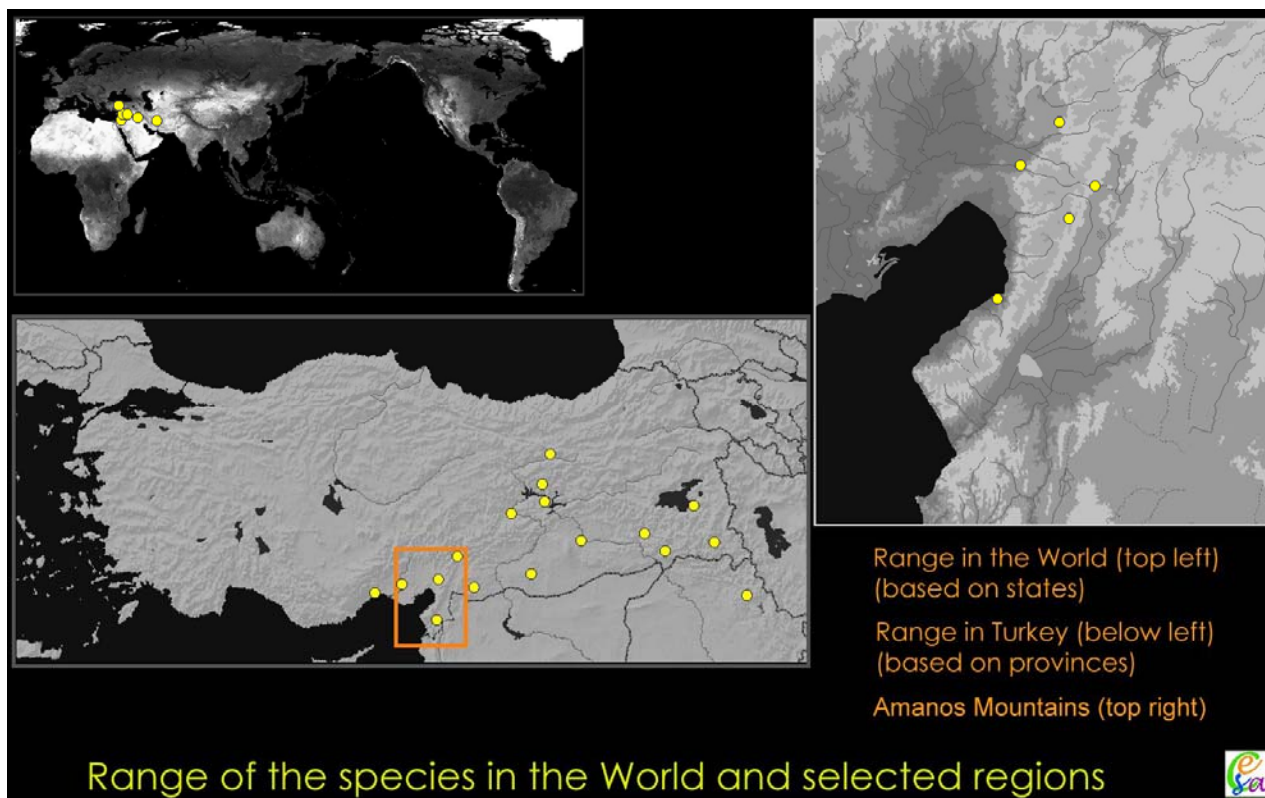 Range in the World (top left)
(based on states)
Range in Turkey (below left)
(based on provinces)
Amanos Mountains (top right)
Range of the species in the World and selected regions